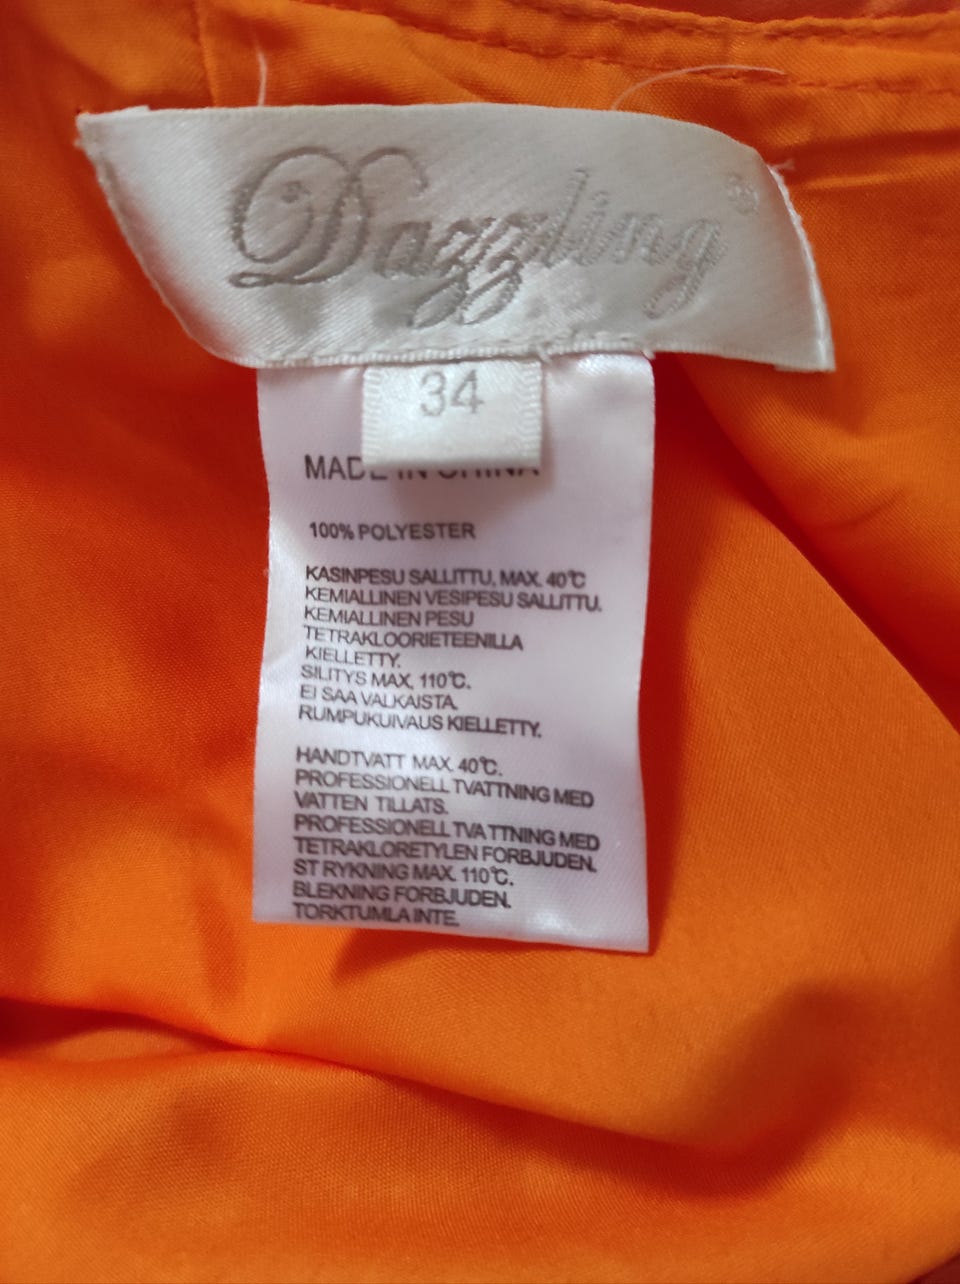 Dazzling
34
MADE IN CHINA
100% POLYESTER
KASINPESU SALLITTU, MAX. 40℃
KEMIALLINEN VESIPESU SALLITTU.
KEMIALLINEN PESU
TETRAKLOORIETEENILLA
KIELLETTY.
SILITYS MAX. 110℃.
EI SAA VALKAISTA.
RUMPUKUIVAUS KIELLETTY.
HANDTVATT MAX. 40℃.
PROFESSIONELL TVATTNING MED
VATTEN TILLATS.
PROFESSIONELL TVA TTNING MED
TETRAKLORETYLEN FORBJUDEN.
ST RYKNING MAX. 110℃.
BLEKNING FORBJUDEN.
TORKTUMLA INTE.